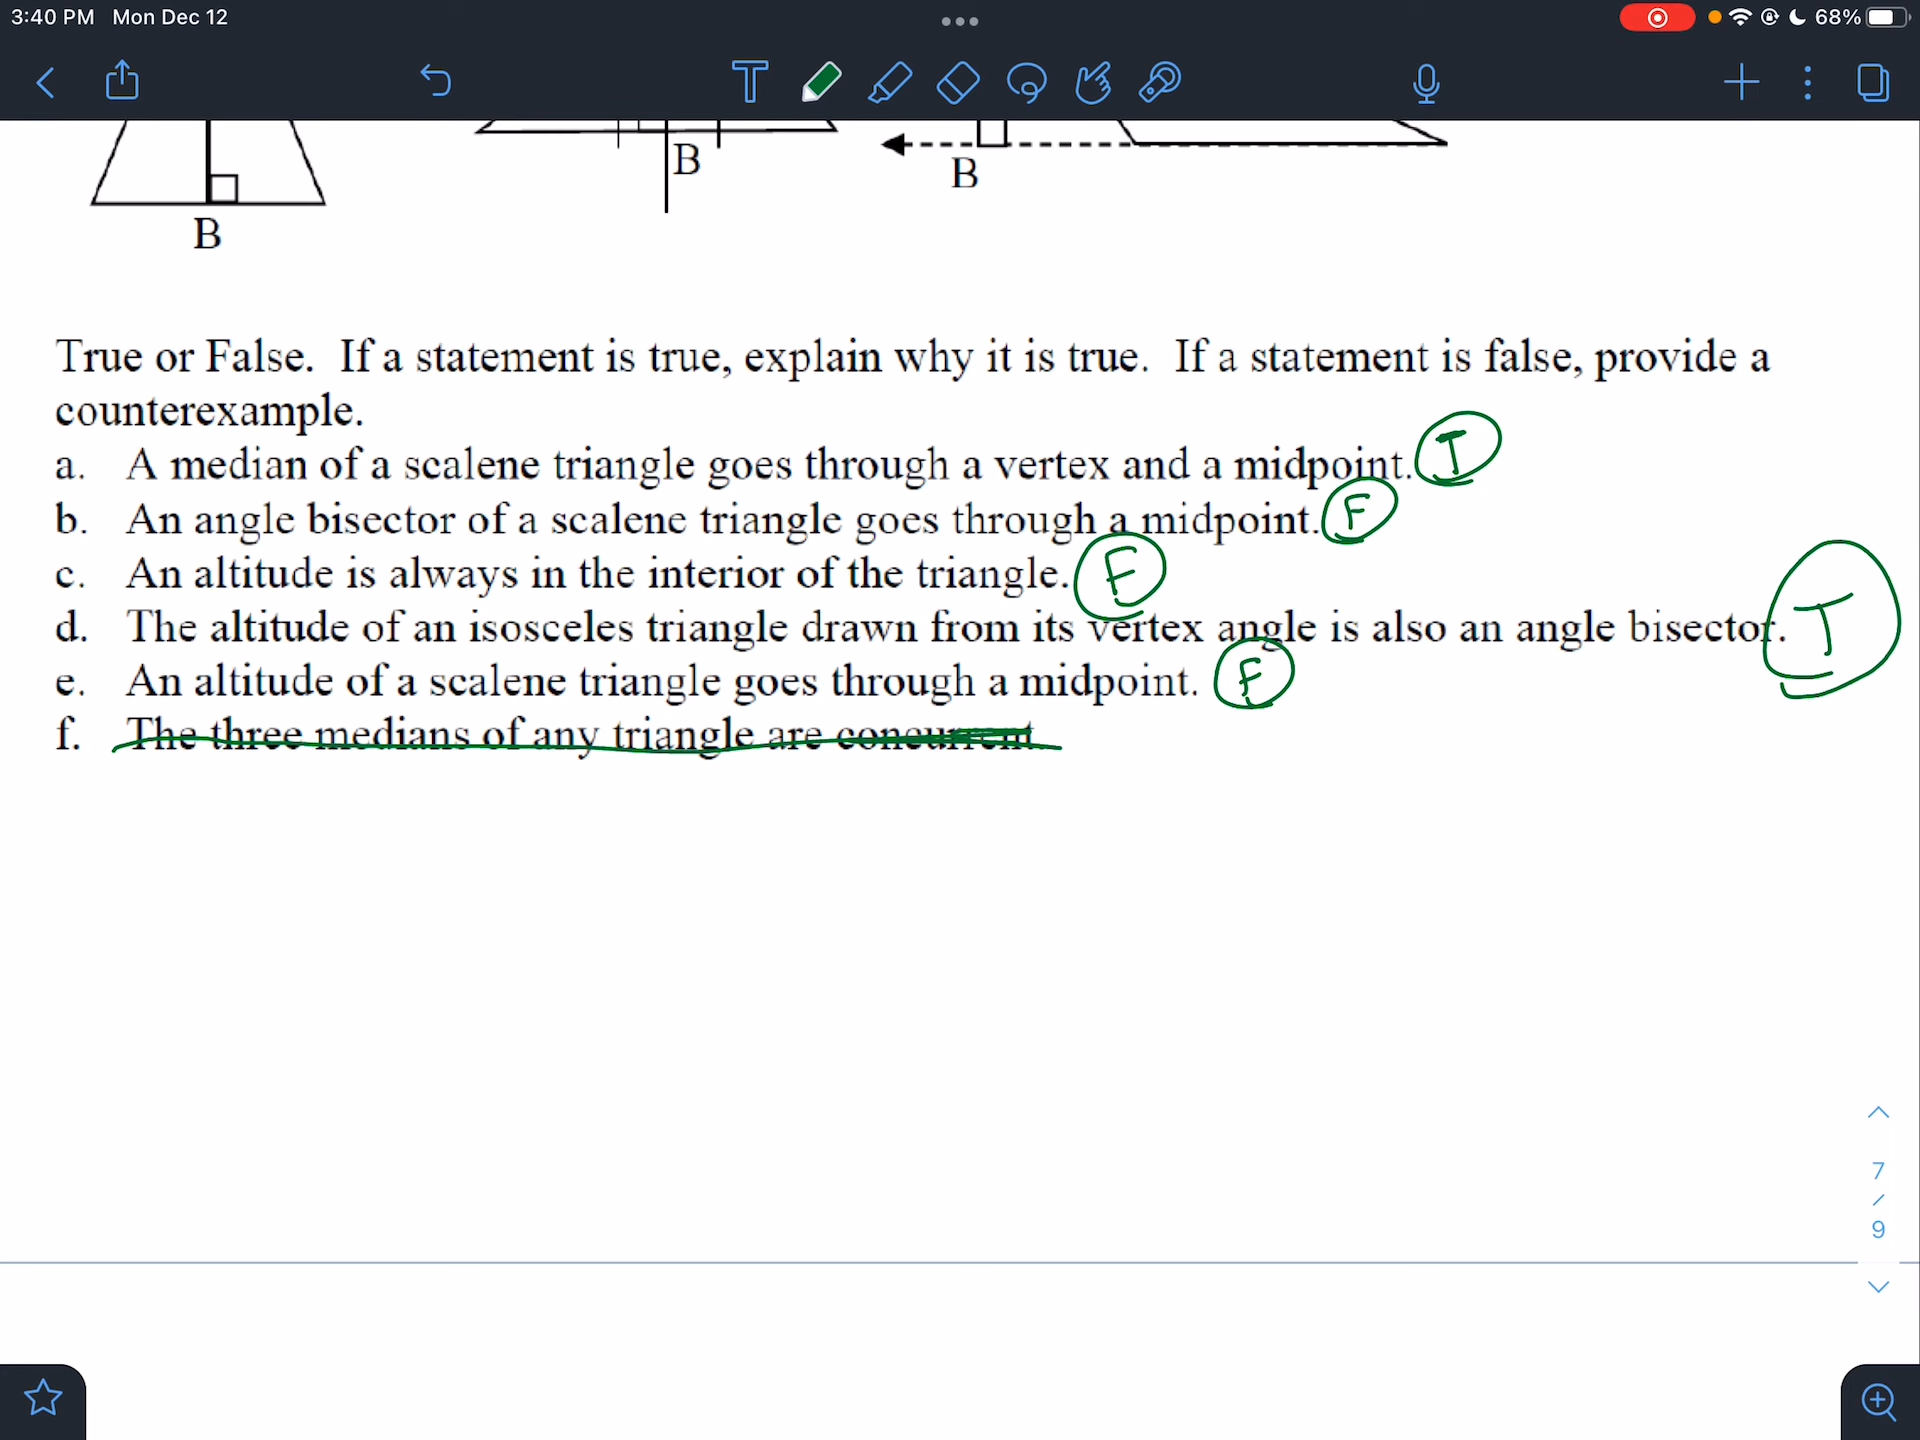 3:40 PM Mon Dec 12
68%
T
B
B
B
True or False. If a statement is true, explain why it is true. If a statement is false, provide a
counterexample.
a. A median of a scalene triangle goes through a vertex and a midpoint. T
b. An angle bisector of a scalene triangle goes through a midpoint. F
c. An altitude is always in the interior of the triangle. F
d. The altitude of an isosceles triangle drawn from its vertex angle is also an angle bisector. T
e. An altitude of a scalene triangle goes through a midpoint. F
f. The three medians of any triangle are concurrent
7
/
9